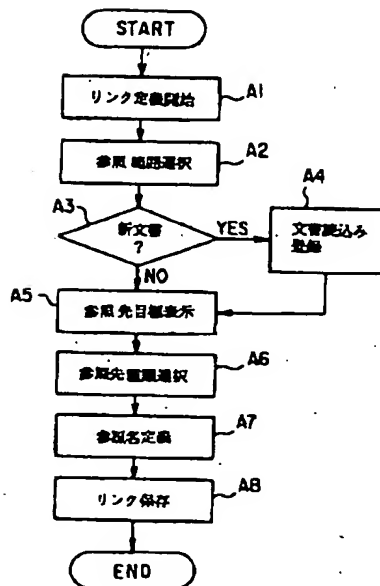 START
リンク定義開始 A1
参照 経路選択 A2
A3 新文書
?
YES
A4
文書読込み
登録
NO
A5 参照先目標表示
参照先種類選択 A6
参照名定義 A7
リンク保存 A8
END